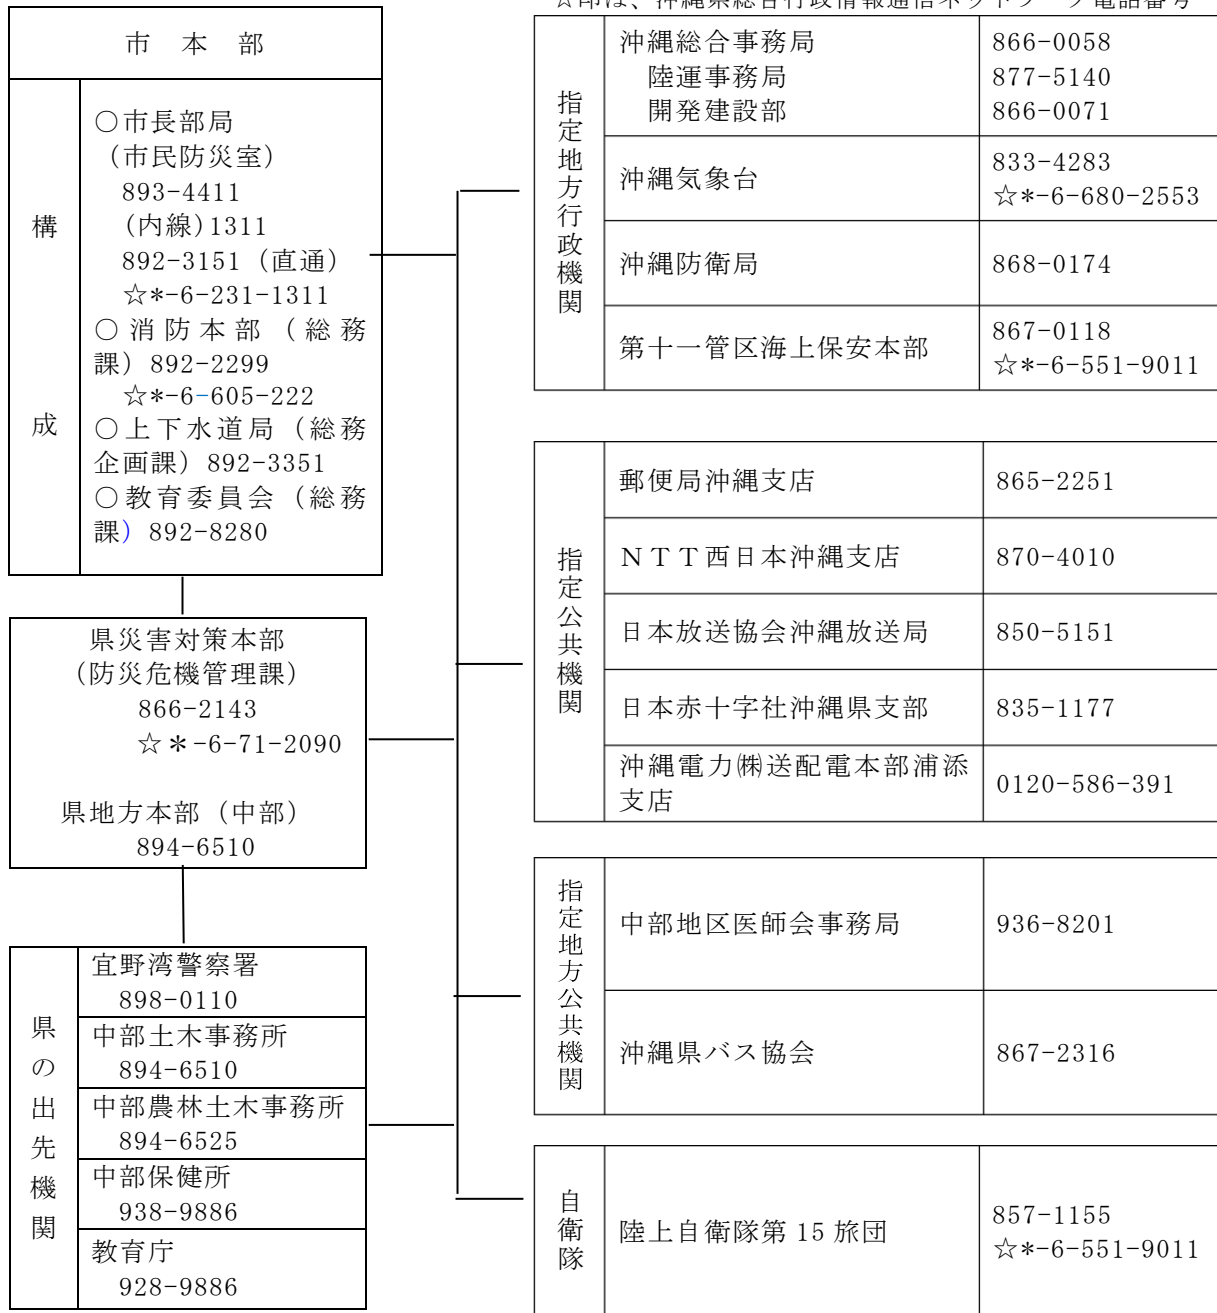 ☆印は、沖縄県総合行政情報通信ネットワーク電話番号
市 本 部
構 成
○市長部局
（市民防災室）
893-4411
(内線)1311
892-3151（直通）
☆*-6-231-1311
○消防本部（総務
課）892-2299
☆*-6-605-222
○上下水道局（総務
企画課）892-3351
○教育委員会（総務
課）892-8280
県災害対策本部
（防災危機管理課）
866-2143
☆＊-6-71-2090
県地方本部（中部）
894-6510
県の出先機関
宜野湾警察署
898-0110
中部土木事務所
894-6510
中部農林土木事務所
894-6525
中部保健所
938-9886
教育庁
928-9886
指定地方行政機関
沖縄総合事務局 866-0058
陸運事務局 877-5140
開発建設部 866-0071
沖縄気象台 833-4283
☆*-6-680-2553
沖縄防衛局 868-0174
第十一管区海上保安本部 867-0118
☆*-6-551-9011
指定公共機関
郵便局沖縄支店 865-2251
ＮＴＴ西日本沖縄支店 870-4010
日本放送協会沖縄放送局 850-5151
日本赤十字社沖縄県支部 835-1177
沖縄電力㈱送配電本部浦添
支店 0120-586-391
指定地方公共機関
中部地区医師会事務局 936-8201
沖縄県バス協会 867-2316
自衛隊
陸上自衛隊第 15 旅団 857-1155
☆*-6-551-9011